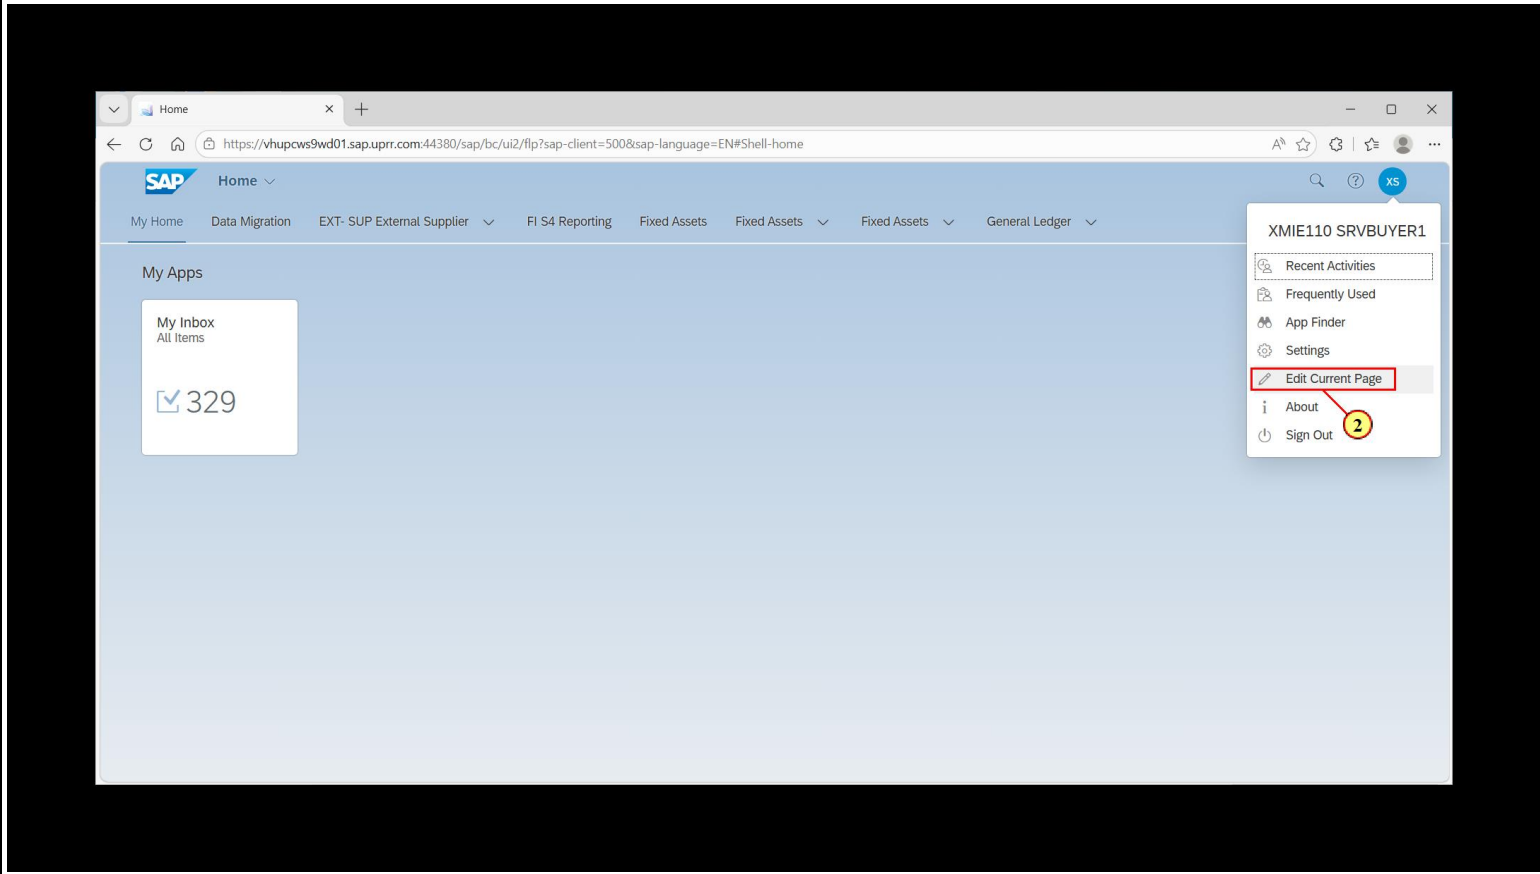 Home
https://vhupcws9wd01.sap.uprr.com:44380/sap/bc/ui2/flp?sap-client=500&sap-language=EN#Shell-home
SAP Home XS
My Home Data Migration EXT- SUP External Supplier FI S4 Reporting Fixed Assets Fixed Assets Fixed Assets General Ledger
XMIE110 SRVBUYER1
Recent Activities
Frequently Used
App Finder
Settings
Edit Current Page
About
2
Sign Out
My Apps
My Inbox
All Items
329